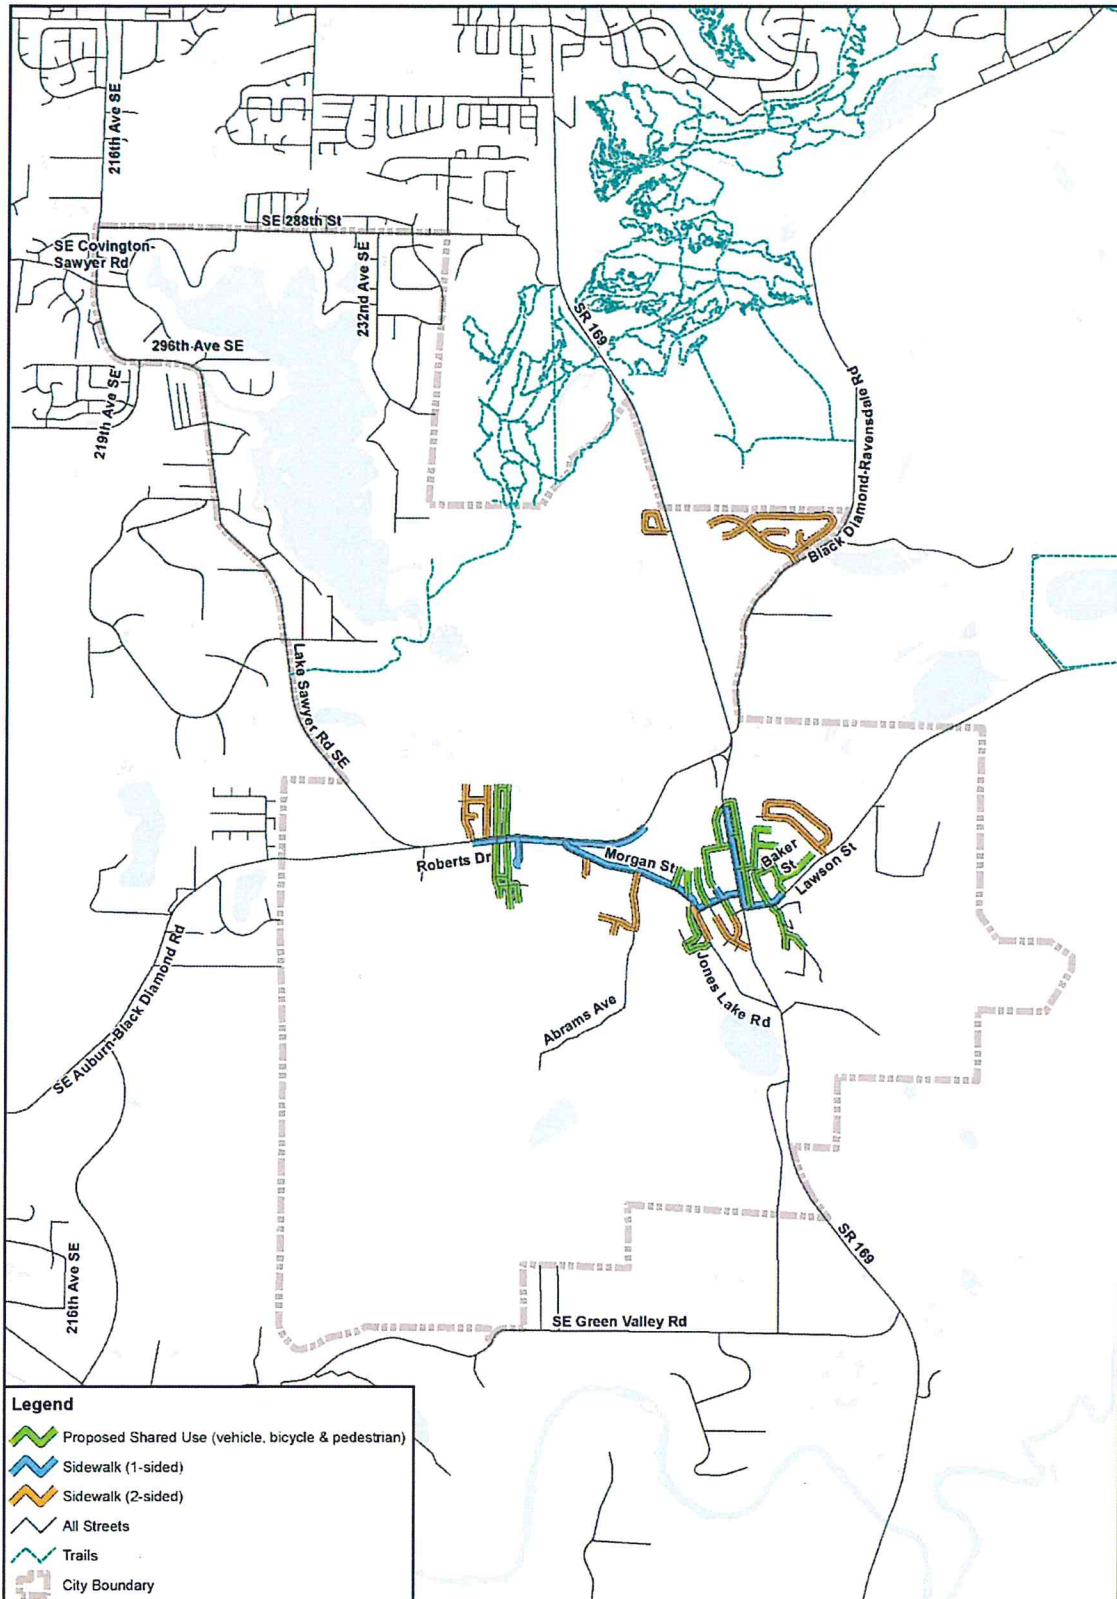 216th Ave SE
SE 288th St
SE Covington-
Sawyer Rd
232nd Ave SE
SR 169
296th Ave SE
219th Ave SE
Black Diamond-Ravensdale Rd
Lake Sawyer Rd SE
Roberts Dr
Morgan St
Baker
St
Lawson St
SE Auburn-Black Diamond Rd
Jones Lake Rd
Abrams Ave
216th Ave SE
SR 169
SE Green Valley Rd
Legend
Proposed Shared Use (vehicle, bicycle & pedestrian)
Sidewalk (1-sided)
Sidewalk (2-sided)
All Streets
Trails
City Boundary